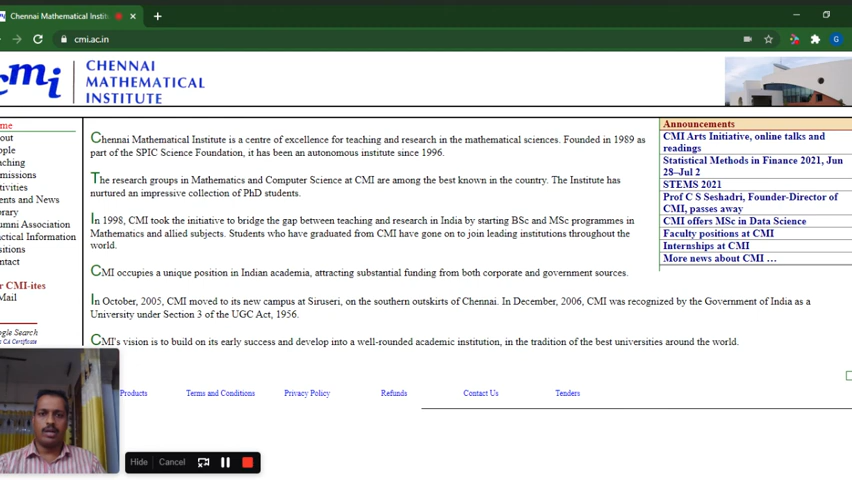 Chennai Mathematical Institu
cmi.ac.in
G
cmi
CHENNAI
MATHEMATICAL
INSTITUTE
me
out
ople
aching
missions
tivities
ents and News
brary
umni Association
actical Information
sitions
ntact
r CMI-ites
Mail
ogle Search
CA Certificate
Chennai Mathematical Institute is a centre of excellence for teaching and research in the mathematical sciences. Founded in 1989 as
part of the SPIC Science Foundation, it has been an autonomous institute since 1996.
The research groups in Mathematics and Computer Science at CMI are among the best known in the country. The Institute has
nurtured an impressive collection of PhD students.
In 1998, CMI took the initiative to bridge the gap between teaching and research in India by starting BSc and MSc programmes in
Mathematics and allied subjects. Students who have graduated from CMI have gone on to join leading institutions throughout the
world.
CMI occupies a unique position in Indian academia, attracting substantial funding from both corporate and government sources.
In October, 2005, CMI moved to its new campus at Siruseri, on the southern outskirts of Chennai. In December, 2006, CMI was recognized by the Government of India as a
University under Section 3 of the UGC Act, 1956.
CMI's vision is to build on its early success and develop into a well-rounded academic institution, in the tradition of the best universities around the world.
Announcements
CMI Arts Initiative, online talks and
readings
Statistical Methods in Finance 2021, Jun
28–Jul 2
STEMS 2021
Prof C S Seshadri, Founder-Director of
CMI, passes away
CMI offers MSc in Data Science
Faculty positions at CMI
Internships at CMI
More news about CMI …
Products Terms and Conditions Privacy Policy Refunds Contact Us Tenders
Hide Cancel